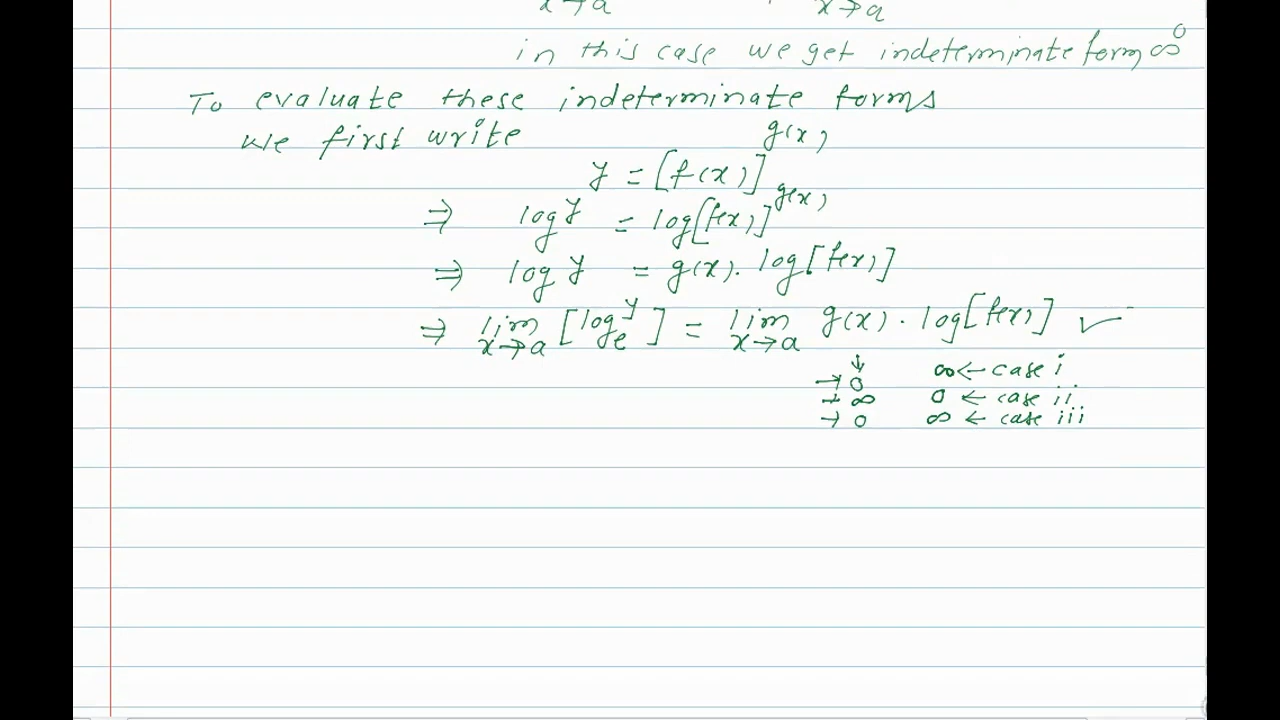 x→a x→a
in this case we get indeterminate form ∞⁰
To evaluate these indeterminate forms
we first write
y = [f(x)]^g(x)
⇒ log y = log[f(x)]^g(x)
⇒ log y = g(x). log[f(x)]
⇒ lim x→a [log_e y] = lim x→a g(x) . log[f(x)] ✓
↓
→ 0 ∞ ← case i
→ ∞ 0 ← case ii
→ 0 ∞ ← case iii